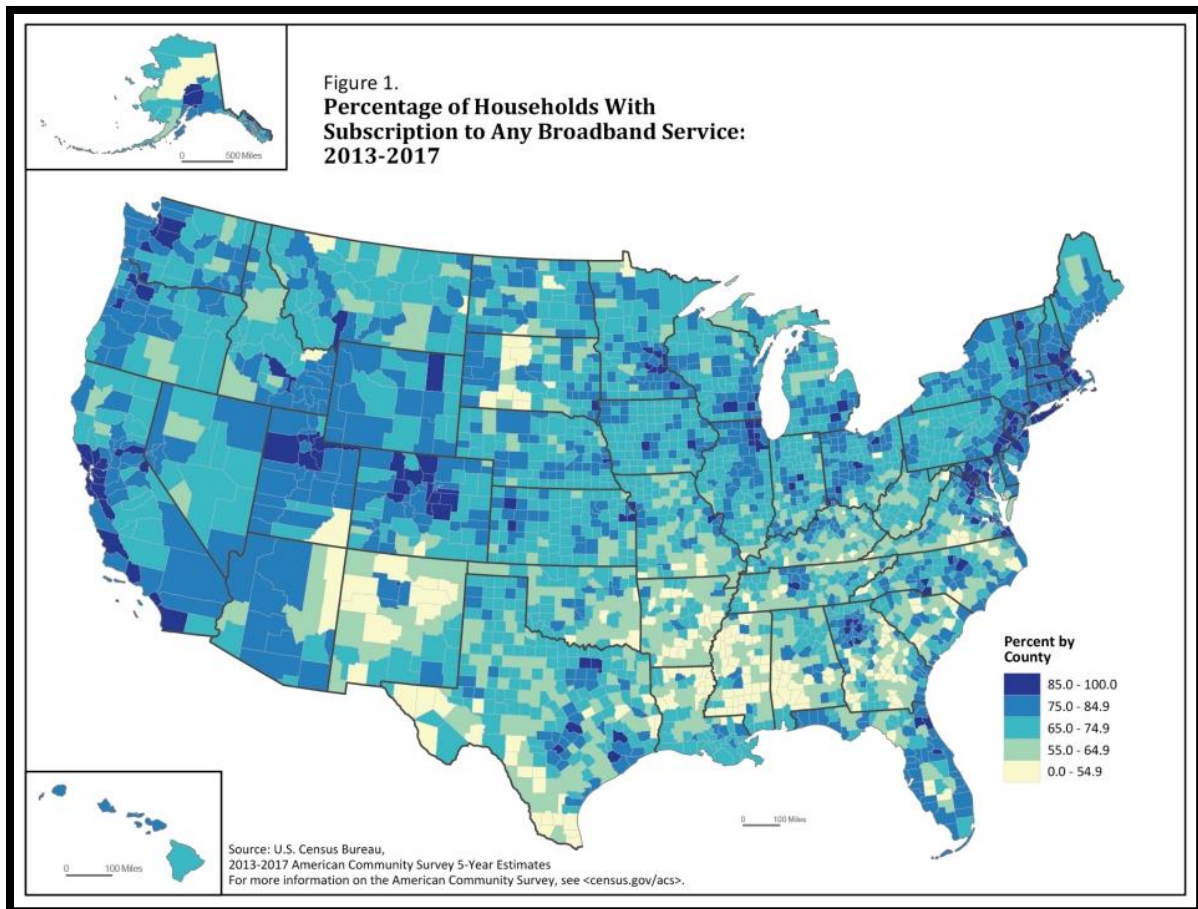 Figure 1.
Percentage of Households With
Subscription to Any Broadband Service:
2013-2017
0 500 Miles
Percent by
County
85.0 - 100.0
75.0 - 84.9
65.0 - 74.9
55.0 - 64.9
0.0 - 54.9
0 100 Miles
0 100 Miles
Source: U.S. Census Bureau,
2013-2017 American Community Survey 5-Year Estimates
For more information on the American Community Survey, see <census.gov/acs>.